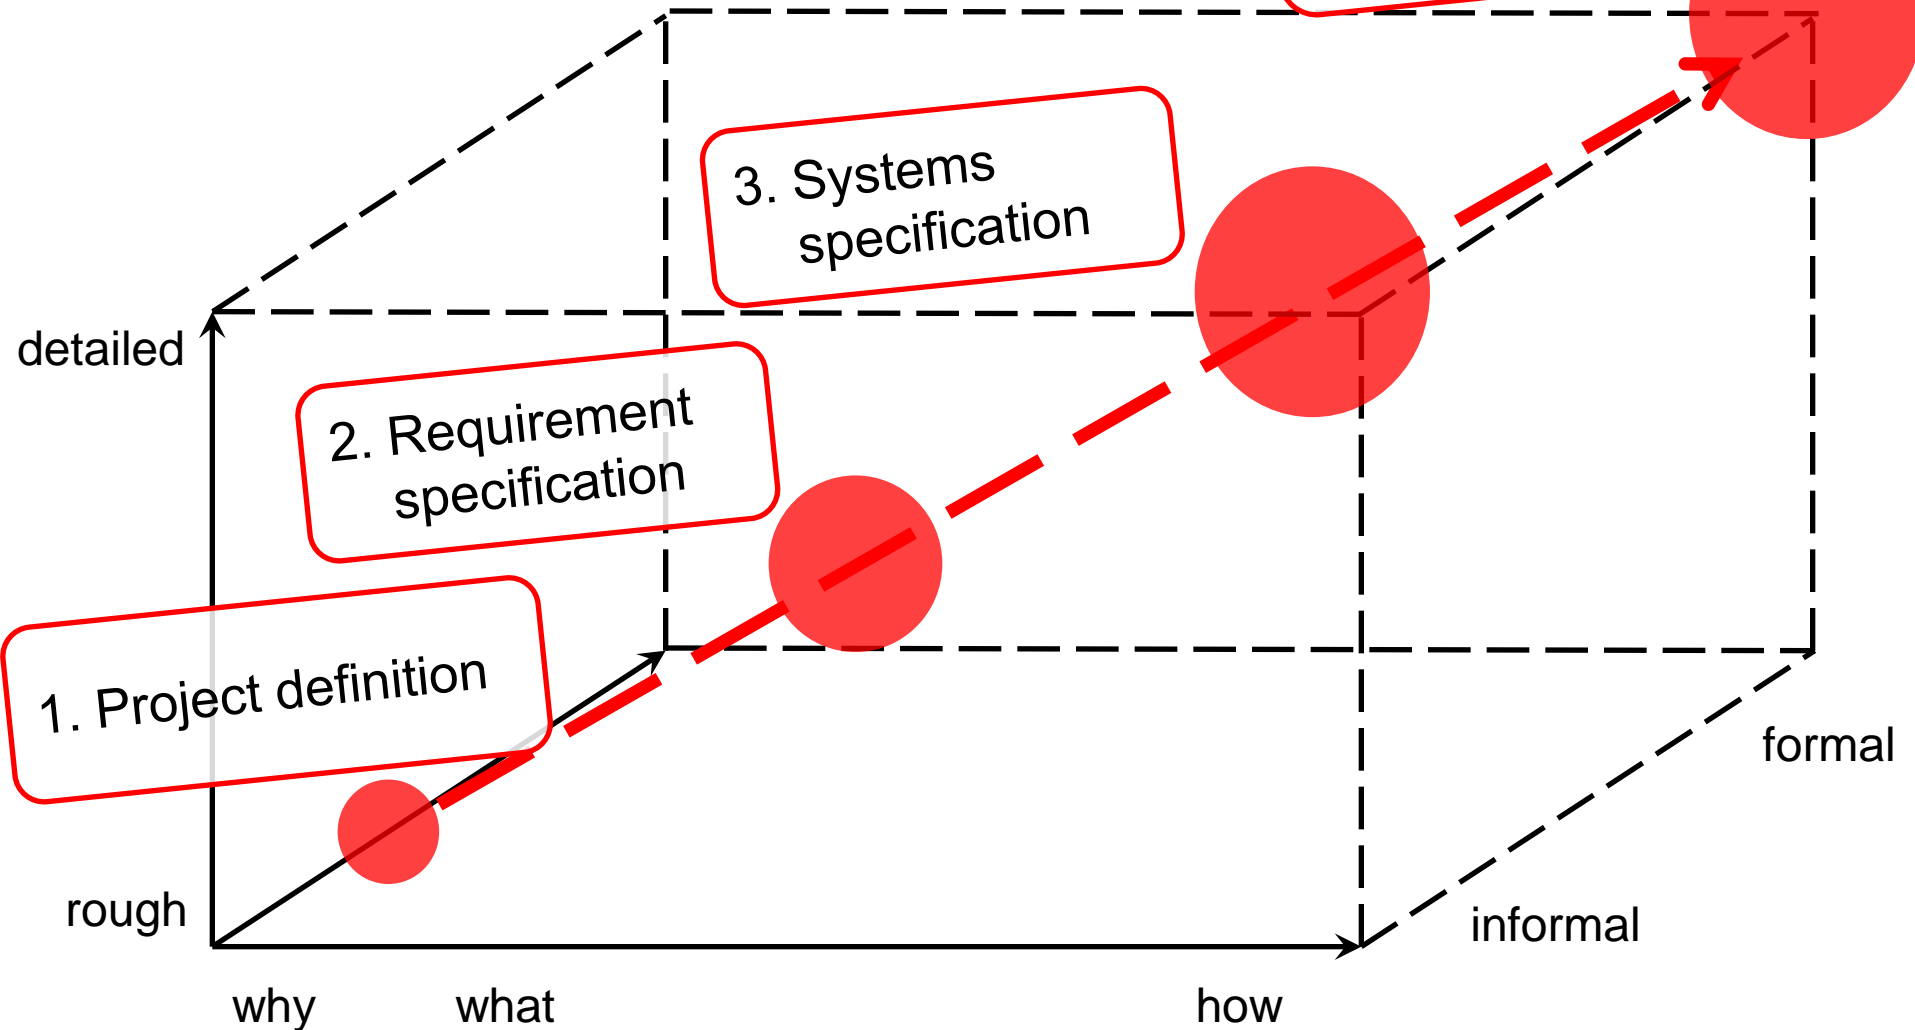 3. Systems
specification
detailed
2. Requirement
specification
1. Project definition
formal
rough
informal
why what how